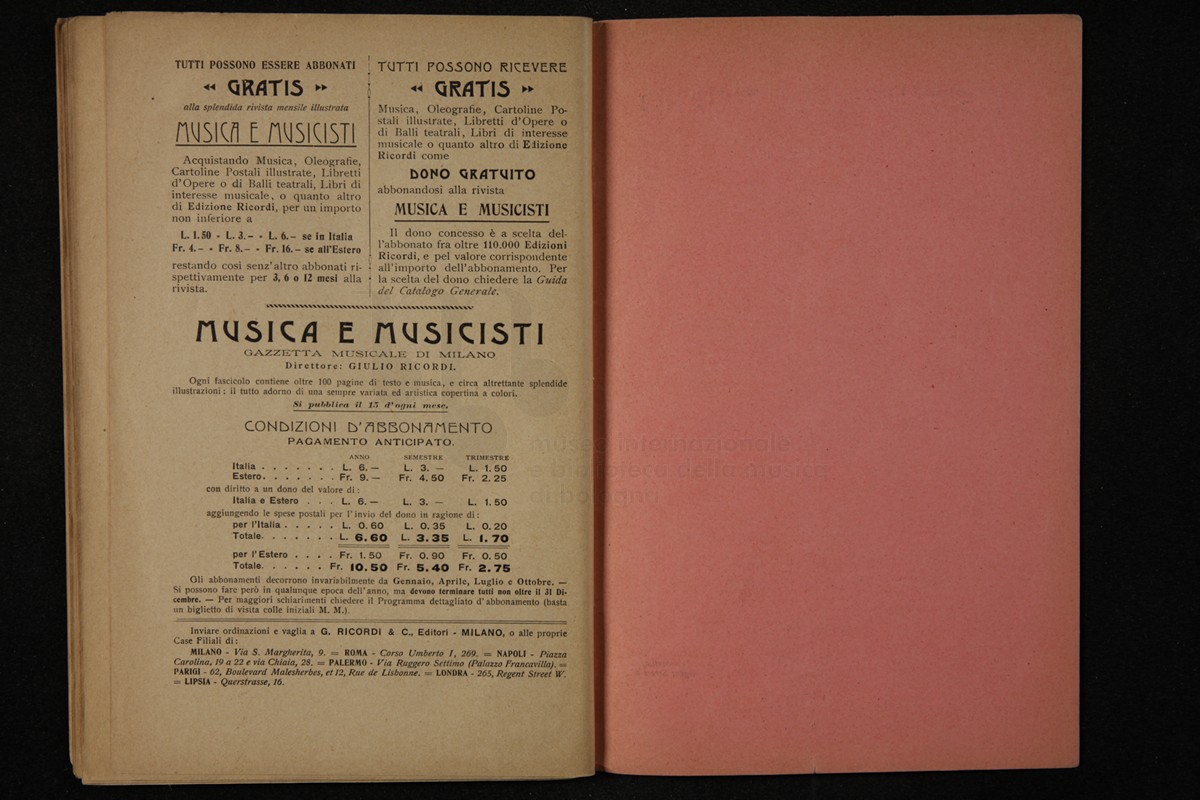 TUTTI POSSONO ESSERE ABBONATI
GRATIS
alla splendida rivista mensile illustrata
MUSICA E MUSICISTI
Acquistando Musica, Oleografie,
Cartoline Postali illustrate, Libretti
d'Opere o di Balli teatrali, Libri di
interesse musicale, o quanto altro
di Edizione Ricordi, per un importo
non inferiore a
L. 1.50 - L. 3.- - L. 6.- se in Italia
Fr. 4.- - Fr. 8.- - Fr. 16.- se all'Estero
restando così senz'altro abbonati ri-
spettivamente per 3, 6 o 12 mesi alla
rivista.
TUTTI POSSONO RICEVERE
GRATIS
Musica, Oleografie, Cartoline Po-
stali illustrate, Libretti d'Opere o
di Balli teatrali, Libri di interesse
musicale o quanto altro di Edizione
Ricordi come
DONO GRATUITO
abbonandosi alla rivista
MUSICA E MUSICISTI
Il dono concesso è a scelta del-
l'abbonato fra oltre 110.000 Edizioni
Ricordi, e pel valore corrispondente
all'importo dell'abbonamento. Per
la scelta del dono chiedere la Guida
del Catalogo Generale.
MUSICA E MUSICISTI
GAZZETTA MUSICALE DI MILANO
Direttore: GIULIO RICORDI.
Ogni fascicolo contiene oltre 100 pagine di testo e musica, e circa altrettante splendide
illustrazioni: il tutto adorno di una sempre variata ed artistica copertina a colori.
Si pubblica il 15 d'ogni mese.
CONDIZIONI D'ABBONAMENTO
PAGAMENTO ANTICIPATO.
ANNO SEMESTRE TRIMESTRE
Italia . . . . . . . L. 6.— L. 3. — L. 1.50
Estero. . . . . . . Fr. 9.— Fr. 4.50 Fr. 2.25
con diritto a un dono del valore di:
Italia e Estero . . . L. 6.— L. 3. — L. 1.50
aggiungendo le spese postali per l'invio del dono in ragione di:
per l'Italia . . . . . L. 0.60 L. 0.35 L. 0.20
Totale. . . . . . . L. 6.60 L. 3.35 L. 1.70
per l'Estero . . . . Fr. 1.50 Fr. 0.90 Fr. 0.50
Totale. . . . . . Fr. 10.50 Fr. 5.40 Fr. 2.75
Gli abbonamenti decorrono invariabilmente da Gennaio, Aprile, Luglio e Ottobre. —
Si possono fare però in qualunque epoca dell'anno, ma devono terminare tutti non oltre il 31 Di-
cembre. — Per maggiori schiarimenti chiedere il Programma dettagliato d'abbonamento (basta
un biglietto di visita colle iniziali M. M.).
Inviare ordinazioni e vaglia a G. RICORDI & C., Editori - MILANO, o alle proprie
Case Filiali di:
MILANO - Via S. Margherita, 9. = ROMA - Corso Umberto I, 269. = NAPOLI - Piazza
Carolina, 19 a 22 e via Chiaia, 28. = PALERMO - Via Ruggero Settimo (Palazzo Francavilla). =
PARIGI - 62, Boulevard Malesherbes, et 12, Rue de Lisbonne. = LONDRA - 265, Regent Street W.
= LIPSIA - Querstrasse, 16.
museo internazionale
e biblioteca della musica
di bologna